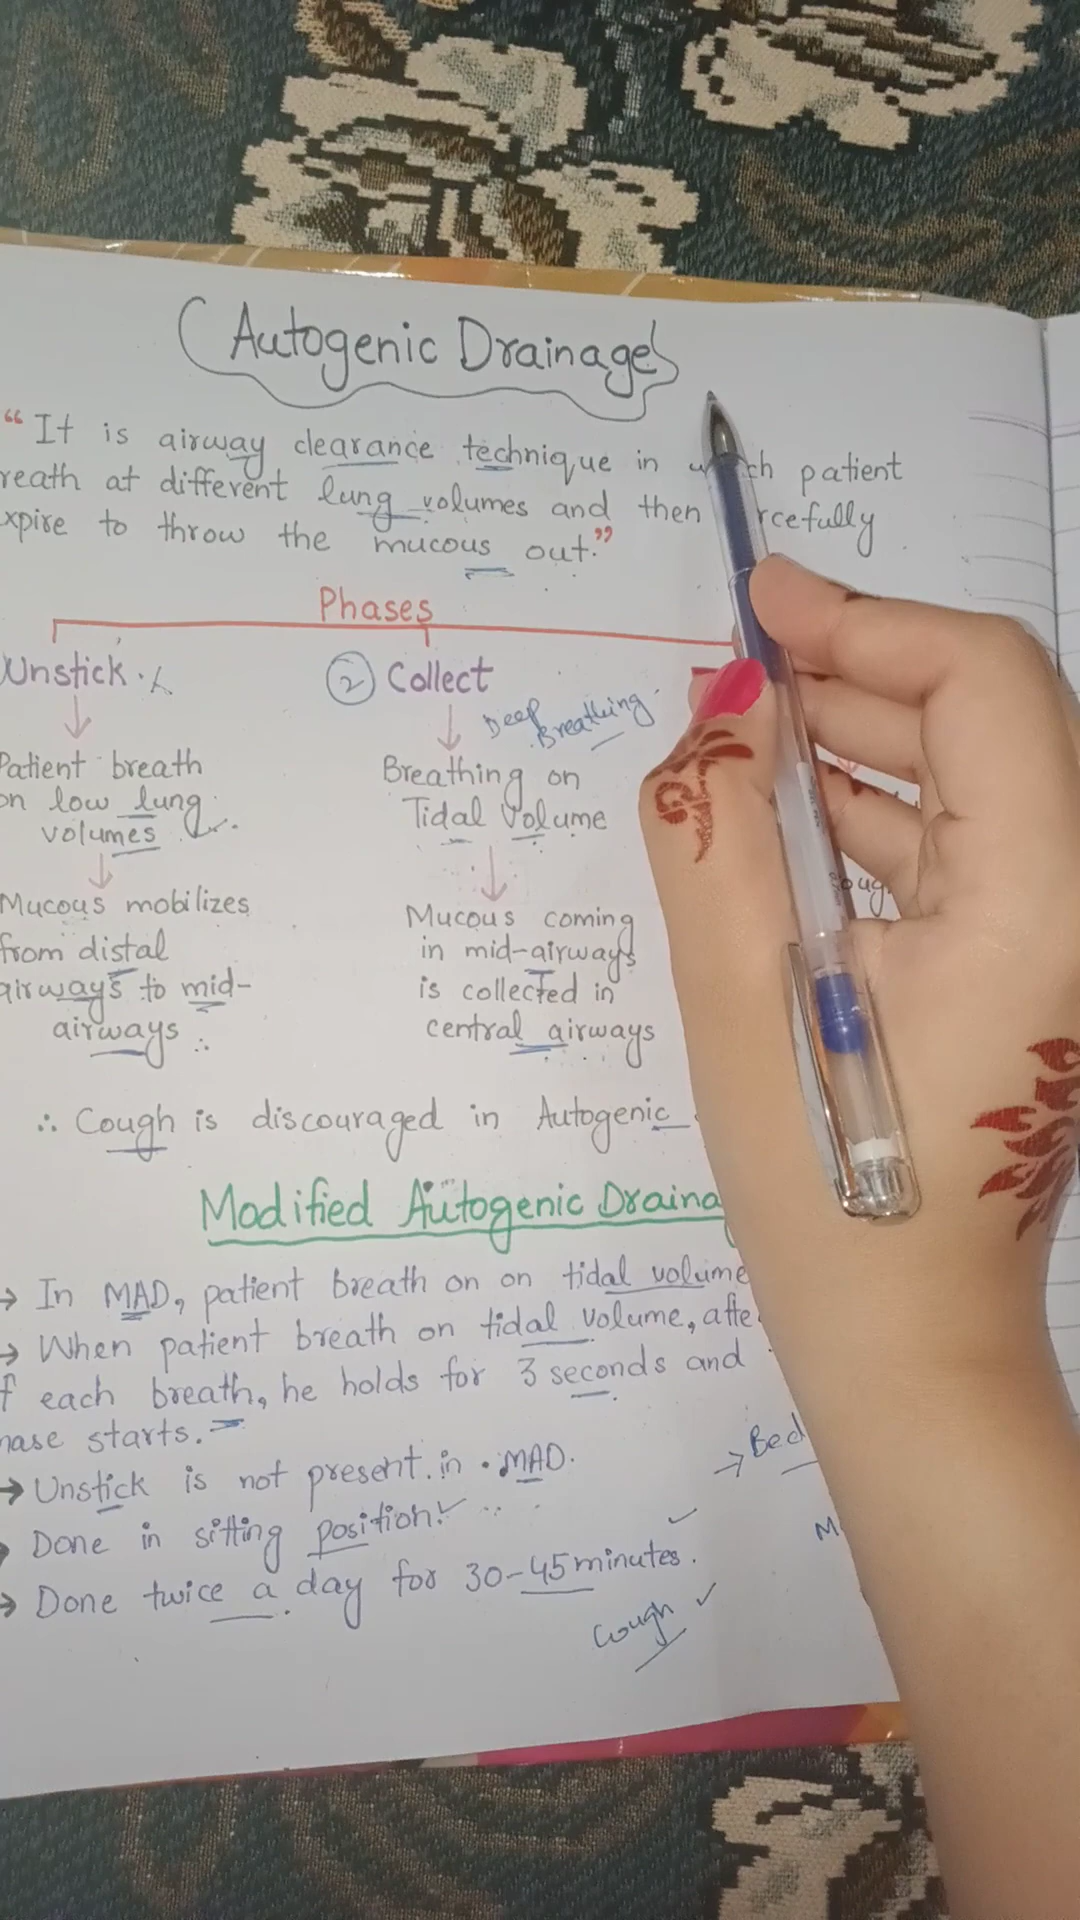 Autogenic Drainage
"It is airway clearance technique in which patient
reath at different lung volumes and then rcefully
xpire to throw the mucous out."
Phases
Unstick
Patient breath
on low lung
volumes
Mucous mobilizes
from distal
airways to mid-
airways
② Collect
Deep
Breathing
Breathing on
Tidal Volume
Mucous coming
in mid-airways
is collected in
central airways
∴ Cough is discouraged in Autogenic
Modified Autogenic Draina
→ In MAD, patient breath on on tidal volume
→ When patient breath on tidal volume, afte
f each breath, he holds for 3 seconds and
hase starts.
→ Unstick is not present in MAD.
Done in sitting position.
→ Done twice a day for 30-45 minutes.
→ Bed
Cough ✓